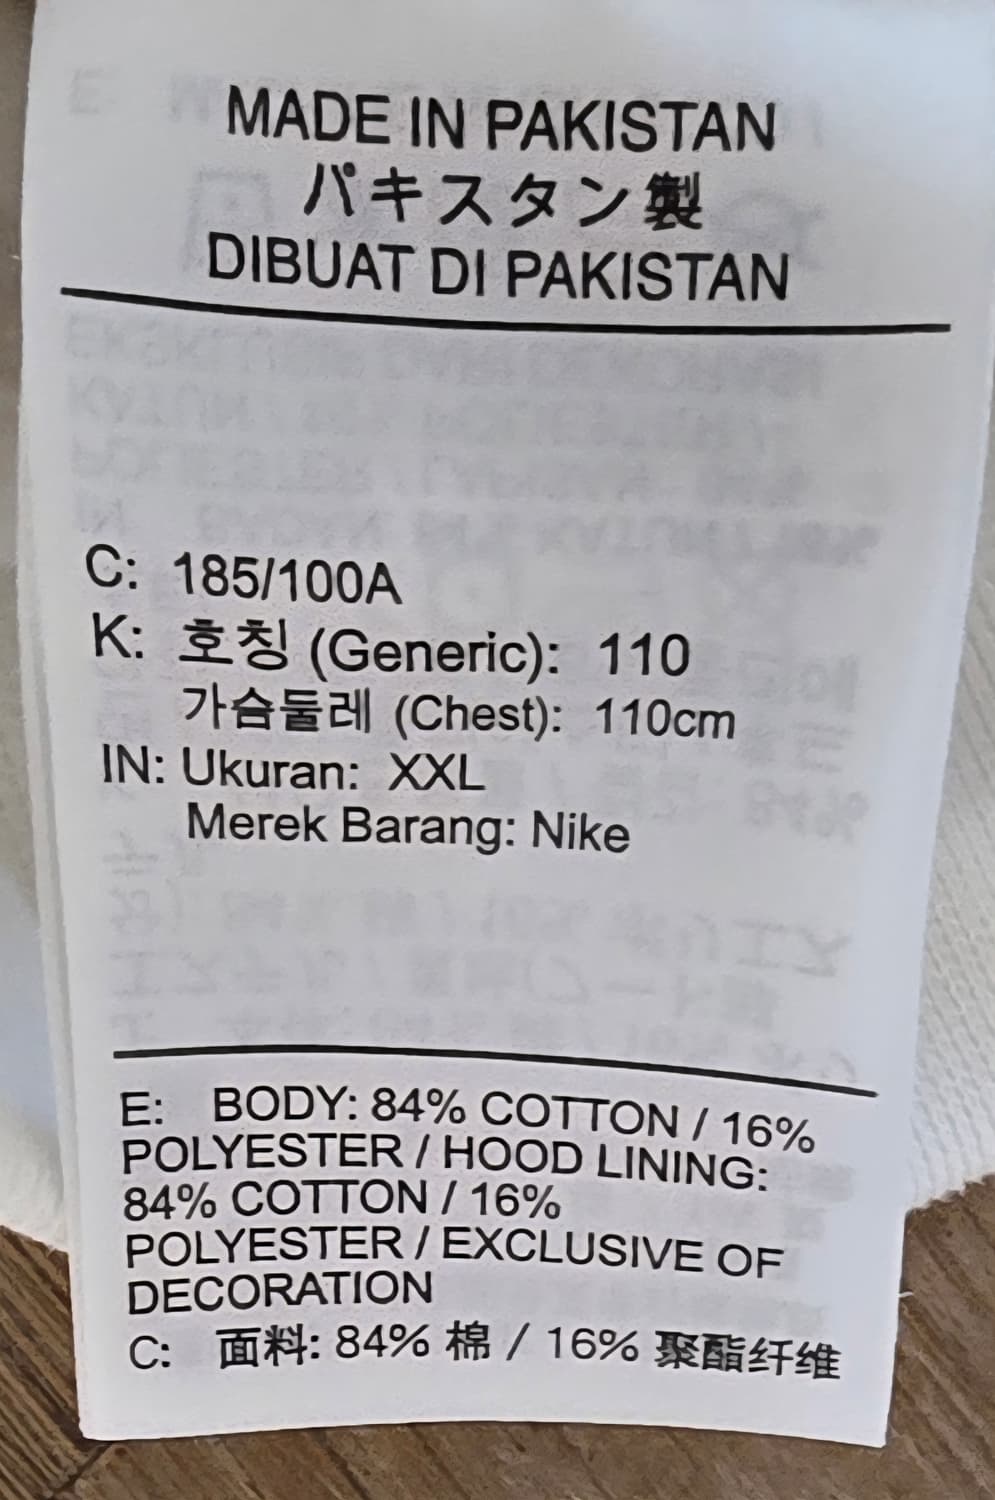 MADE IN PAKISTAN
パキスタン製
DIBUAT DI PAKISTAN
C: 185/100A
K: 호칭 (Generic): 110
가슴둘레 (Chest): 110cm
IN: Ukuran: XXL
Merek Barang: Nike
E: BODY: 84% COTTON / 16%
POLYESTER / HOOD LINING:
84% COTTON / 16%
POLYESTER / EXCLUSIVE OF
DECORATION
C: 面料: 84% 棉 / 16% 聚酯纤维